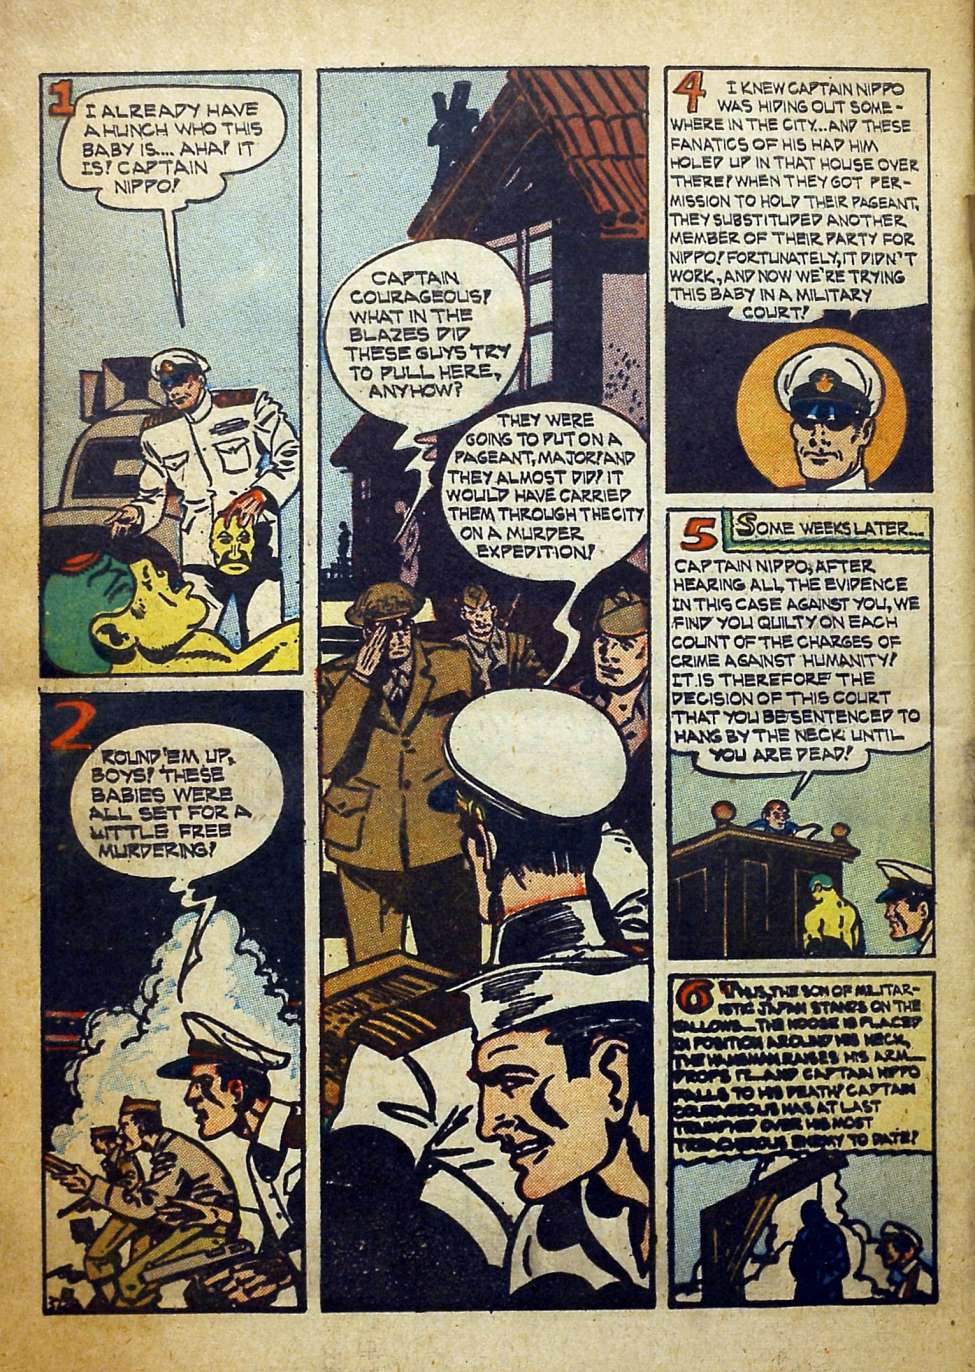 1
I ALREADY HAVE
A HUNCH WHO THIS
BABY IS.... AHA! IT
IS! CAPTAIN
NIPPO!
2
ROUND 'EM UP,
BOYS! THESE
BABIES WERE
ALL SET FOR A
LITTLE FREE
MURDERING!
CAPTAIN
COURAGEOUS!
WHAT IN THE
BLAZES DID
THESE GUYS TRY
TO PULL HERE,
ANYHOW?
THEY WERE
GOING TO PUT ON A
PAGEANT, MAJOR! AND
THEY ALMOST DID! IT
WOULD HAVE CARRIED
THEM THROUGH THE CITY
ON A MURDER
EXPEDITION!
4
I KNEW CAPTAIN NIPPO
WAS HIDING OUT SOME-
WHERE IN THE CITY...AND THESE
FANATICS OF HIS HAD HIM
HOLED UP IN THAT HOUSE OVER
THERE! WHEN THEY GOT PER-
MISSION TO HOLD THEIR PAGEANT,
THEY SUBSTITUDED ANOTHER
MEMBER OF THEIR PARTY FOR
NIPPO! FORTUNATELY, IT DIDN'T
WORK, AND NOW WE'RE TRYING
THIS BABY IN A MILITARY
COURT!
5
SOME WEEKS LATER...
CAPTAIN NIPPO, AFTER
HEARING ALL THE EVIDENCE
IN THIS CASE AGAINST YOU, WE
FIND YOU QUILTY ON EACH
COUNT OF THE CHARGES OF
CRIME AGAINST HUMANITY!
IT IS THEREFORE THE
DECISION OF THIS COURT
THAT YOU BE SENTENCED TO
HANG BY THE NECK UNTIL
YOU ARE DEAD!
6
THUS, THE SON OF MILITAR-
ISTIC JAPAN STANDS ON THE
GALLOWS....THE NOOSE IS PLACED
IN POSITION AROUND HIS NECK,
THE HANGMAN RAISES HIS ARM....
DROPS IT...AND CAPTAIN NIPPO
FALLS TO HIS DEATH! CAPTAIN
COURAGEOUS HAS AT LAST
TRIUMPHED OVER HIS MOST
TREACHEROUS ENEMY TO DATE!